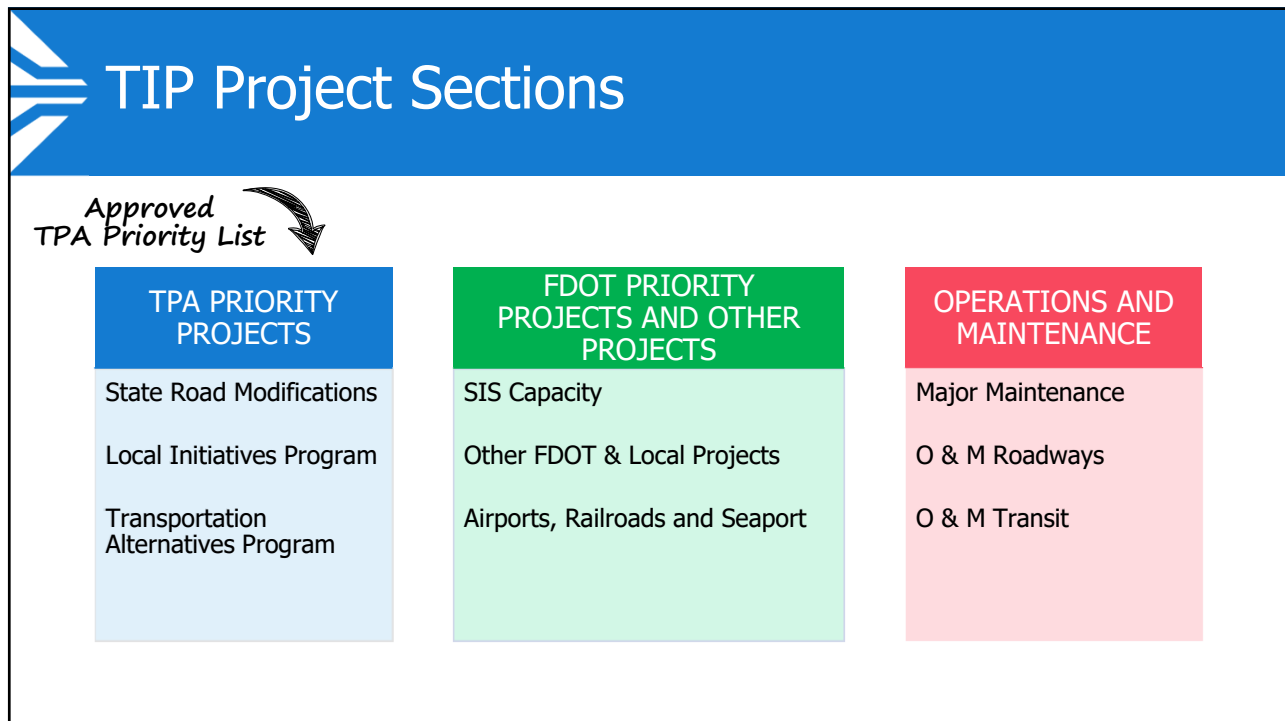 TIP Project Sections
Approved
TPA Priority List
TPA PRIORITY
PROJECTS
State Road Modifications
Local Initiatives Program
Transportation
Alternatives Program
FDOT PRIORITY
PROJECTS AND OTHER
PROJECTS
SIS Capacity
Other FDOT & Local Projects
Airports, Railroads and Seaport
OPERATIONS AND
MAINTENANCE
Major Maintenance
O & M Roadways
O & M Transit